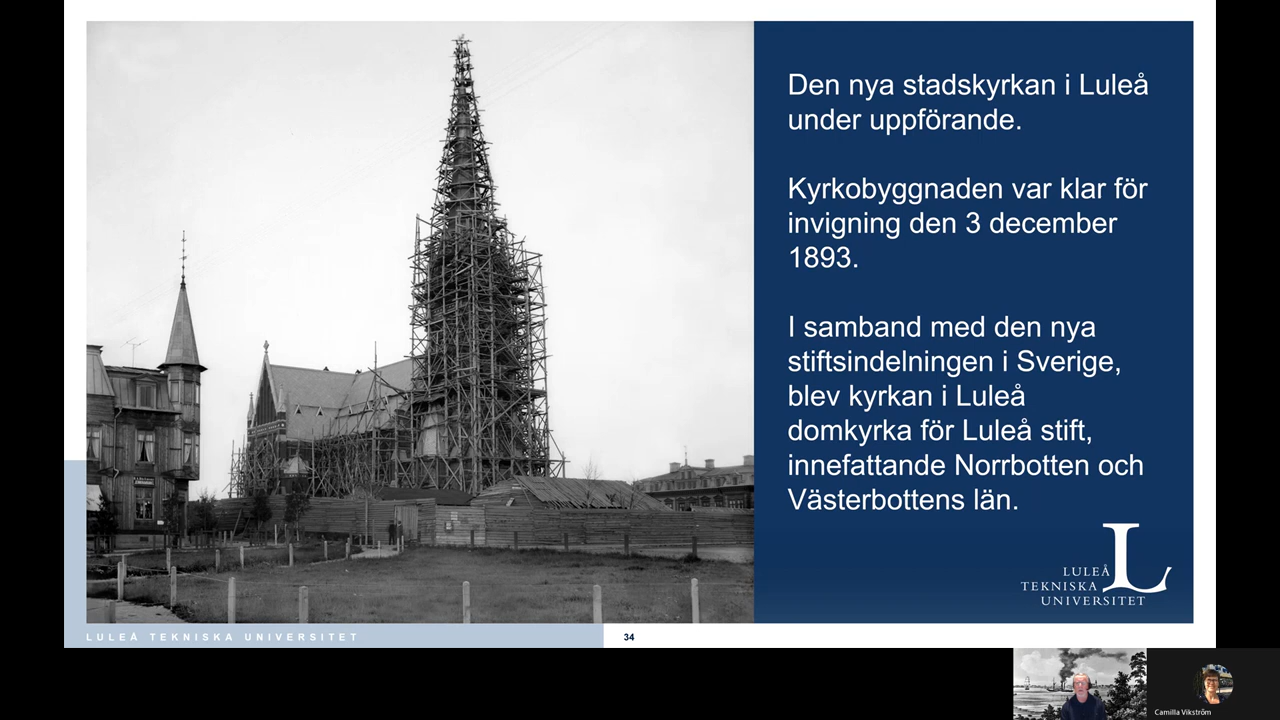 Den nya stadskyrkan i Luleå
under uppförande.
Kyrkobyggnaden var klar för
invigning den 3 december
1893.
I samband med den nya
stiftsindelningen i Sverige,
blev kyrkan i Luleå
domkyrka för Luleå stift,
innefattande Norrbotten och
Västerbottens län.
LULEÅ
TEKNISKA
UNIVERSITET
L
LULEÅ TEKNISKA UNIVERSITET
34
Camilla Vikström